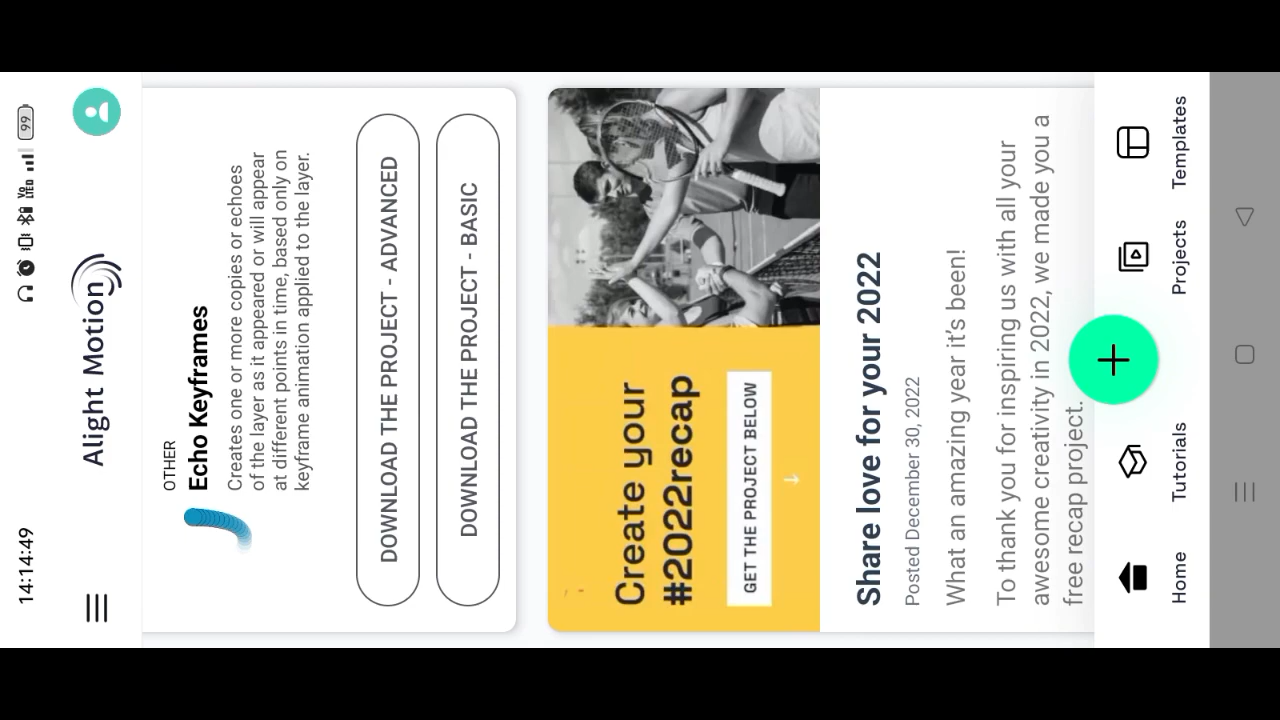 14:14:49
VoLTE
99
Alight Motion
OTHER
Echo Keyframes
Creates one or more copies or echoes
of the layer as it appeared or will appear
at different points in time, based only on
keyframe animation applied to the layer.
DOWNLOAD THE PROJECT - ADVANCED
DOWNLOAD THE PROJECT - BASIC
Create your
#2022recap
GET THE PROJECT BELOW
Share love for your 2022
Posted December 30, 2022
What an amazing year it's been!
To thank you for inspiring us with all your
awesome creativity in 2022, we made you a
free recap project.
Home
Tutorials
Projects
Templates